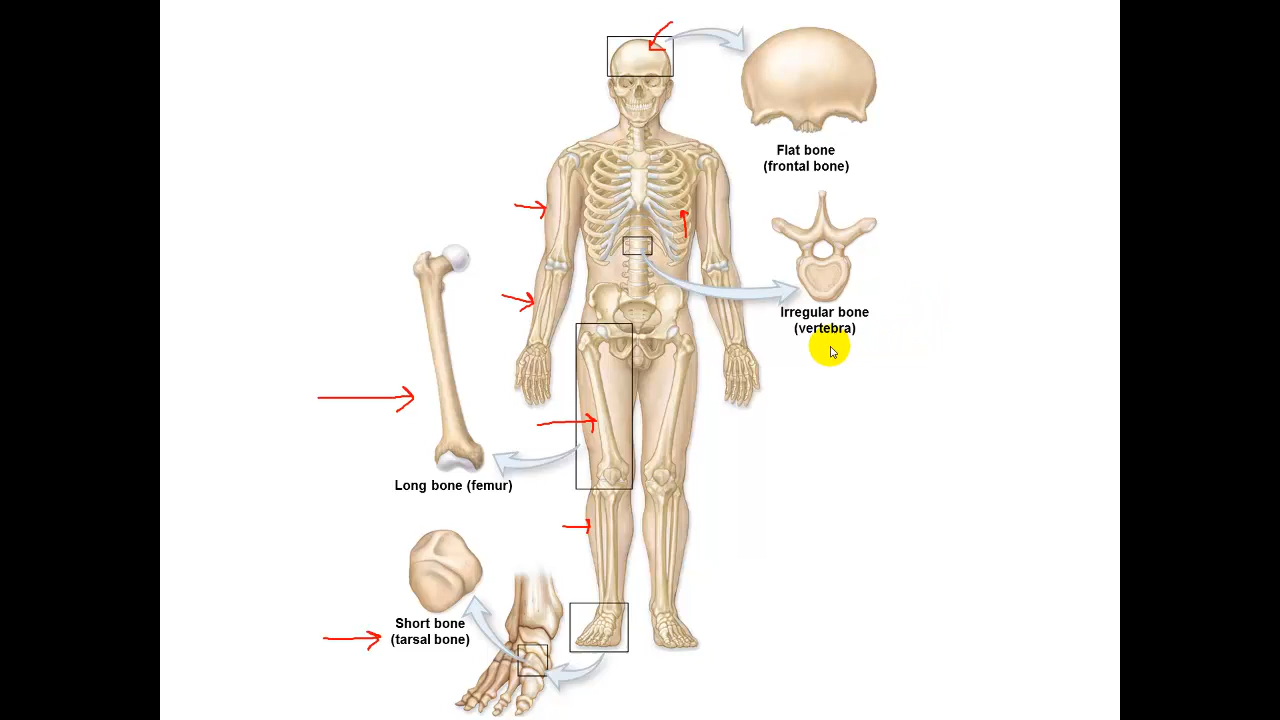 Flat bone
(frontal bone)
Irregular bone
(vertebra)
Long bone (femur)
Short bone
(tarsal bone)